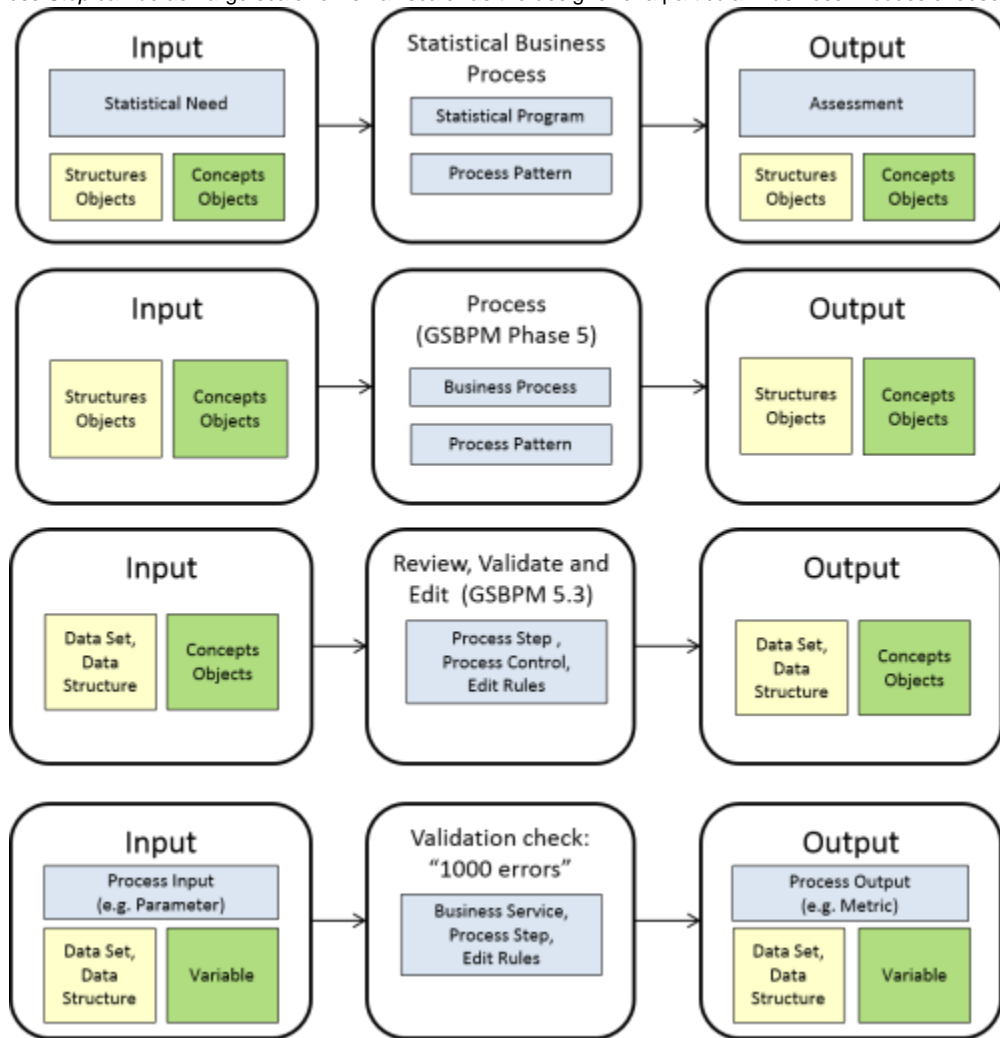 Input
Statistical Need
Structures
Objects
Concepts
Objects
Statistical Business
Process
Statistical Program
Process Pattern
Output
Assessment
Structures
Objects
Concepts
Objects
Input
Structures
Objects
Concepts
Objects
Process
(GSBPM Phase 5)
Business Process
Process Pattern
Output
Structures
Objects
Concepts
Objects
Input
Data Set,
Data
Structure
Concepts
Objects
Review, Validate and
Edit (GSBPM 5.3)
Process Step ,
Process Control,
Edit Rules
Output
Data Set,
Data
Structure
Concepts
Objects
Input
Process Input
(e.g. Parameter)
Data Set,
Data
Structure
Variable
Validation check:
“1000 errors”
Business Service,
Process Step,
Edit Rules
Output
Process Output
(e.g. Metric)
Data Set,
Data
Structure
Variable